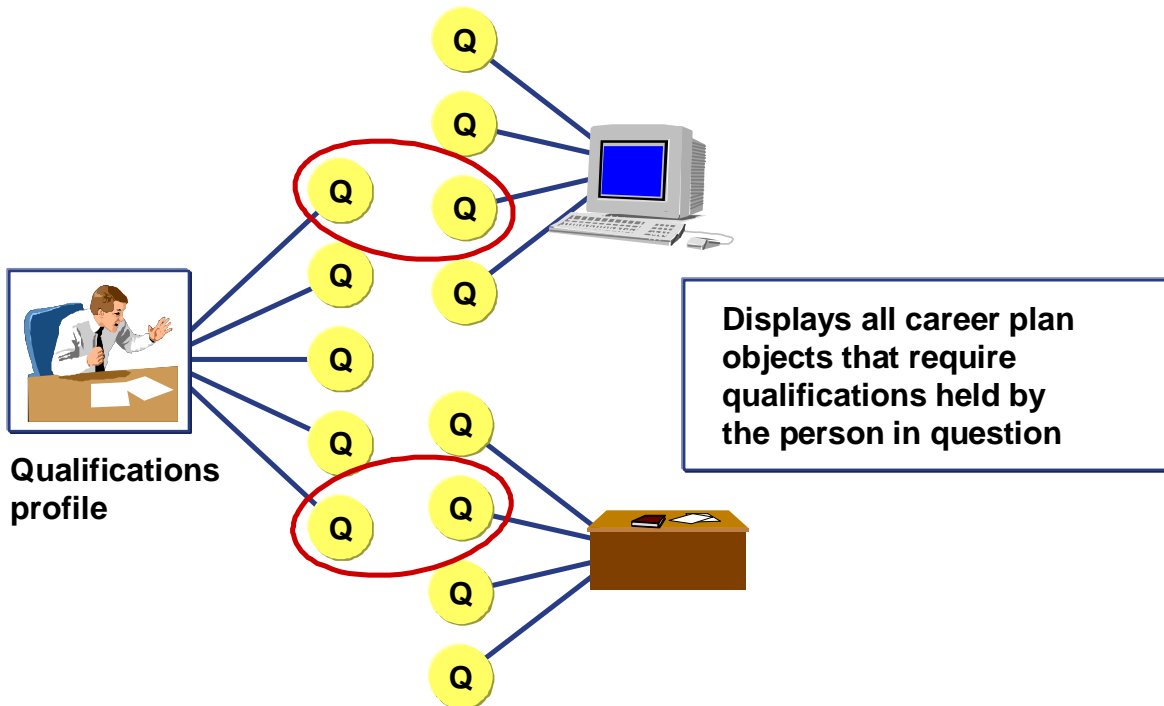 Q
Q
Q
Q
Q
Q
Q
Q
Q
Q
Q
Q
Q
Qualifications
profile
Displays all career plan
objects that require
qualifications held by
the person in question